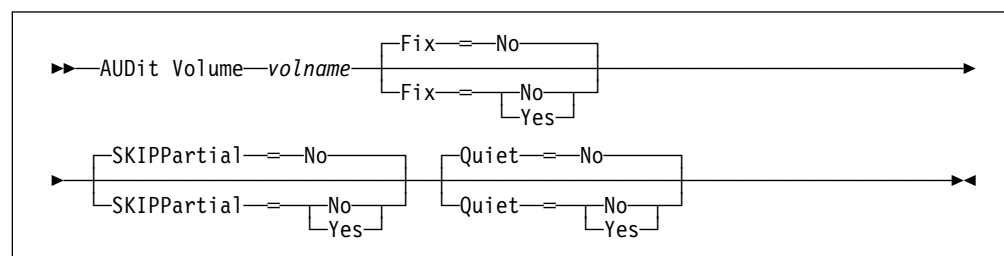 Fix = No
AUDit Volume volname
Fix = No
Yes
SKIPPartial = No Quiet = No
SKIPPartial = No Quiet = No
Yes Yes